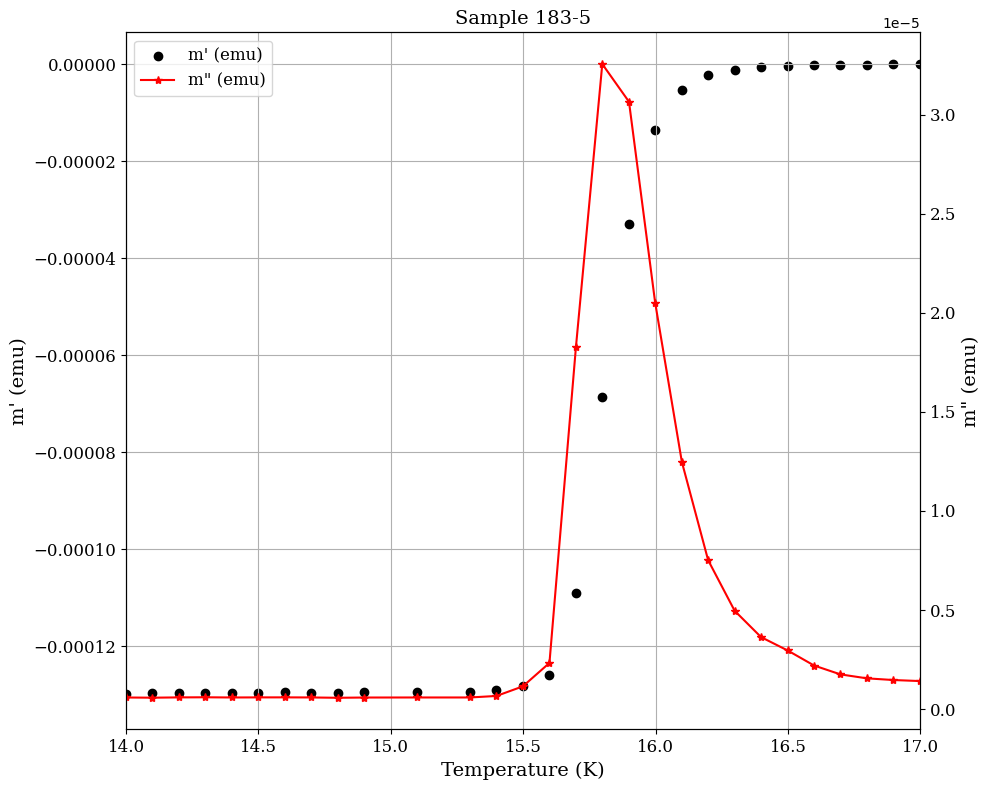 Sample 183-5
1e−5
m' (emu)
m" (emu)
0.00000
−0.00002
−0.00004
−0.00006
−0.00008
−0.00010
−0.00012
m' (emu)
3.0
2.5
2.0
1.5
1.0
0.5
0.0
m" (emu)
14.0 14.5 15.0 15.5 16.0 16.5 17.0
Temperature (K)